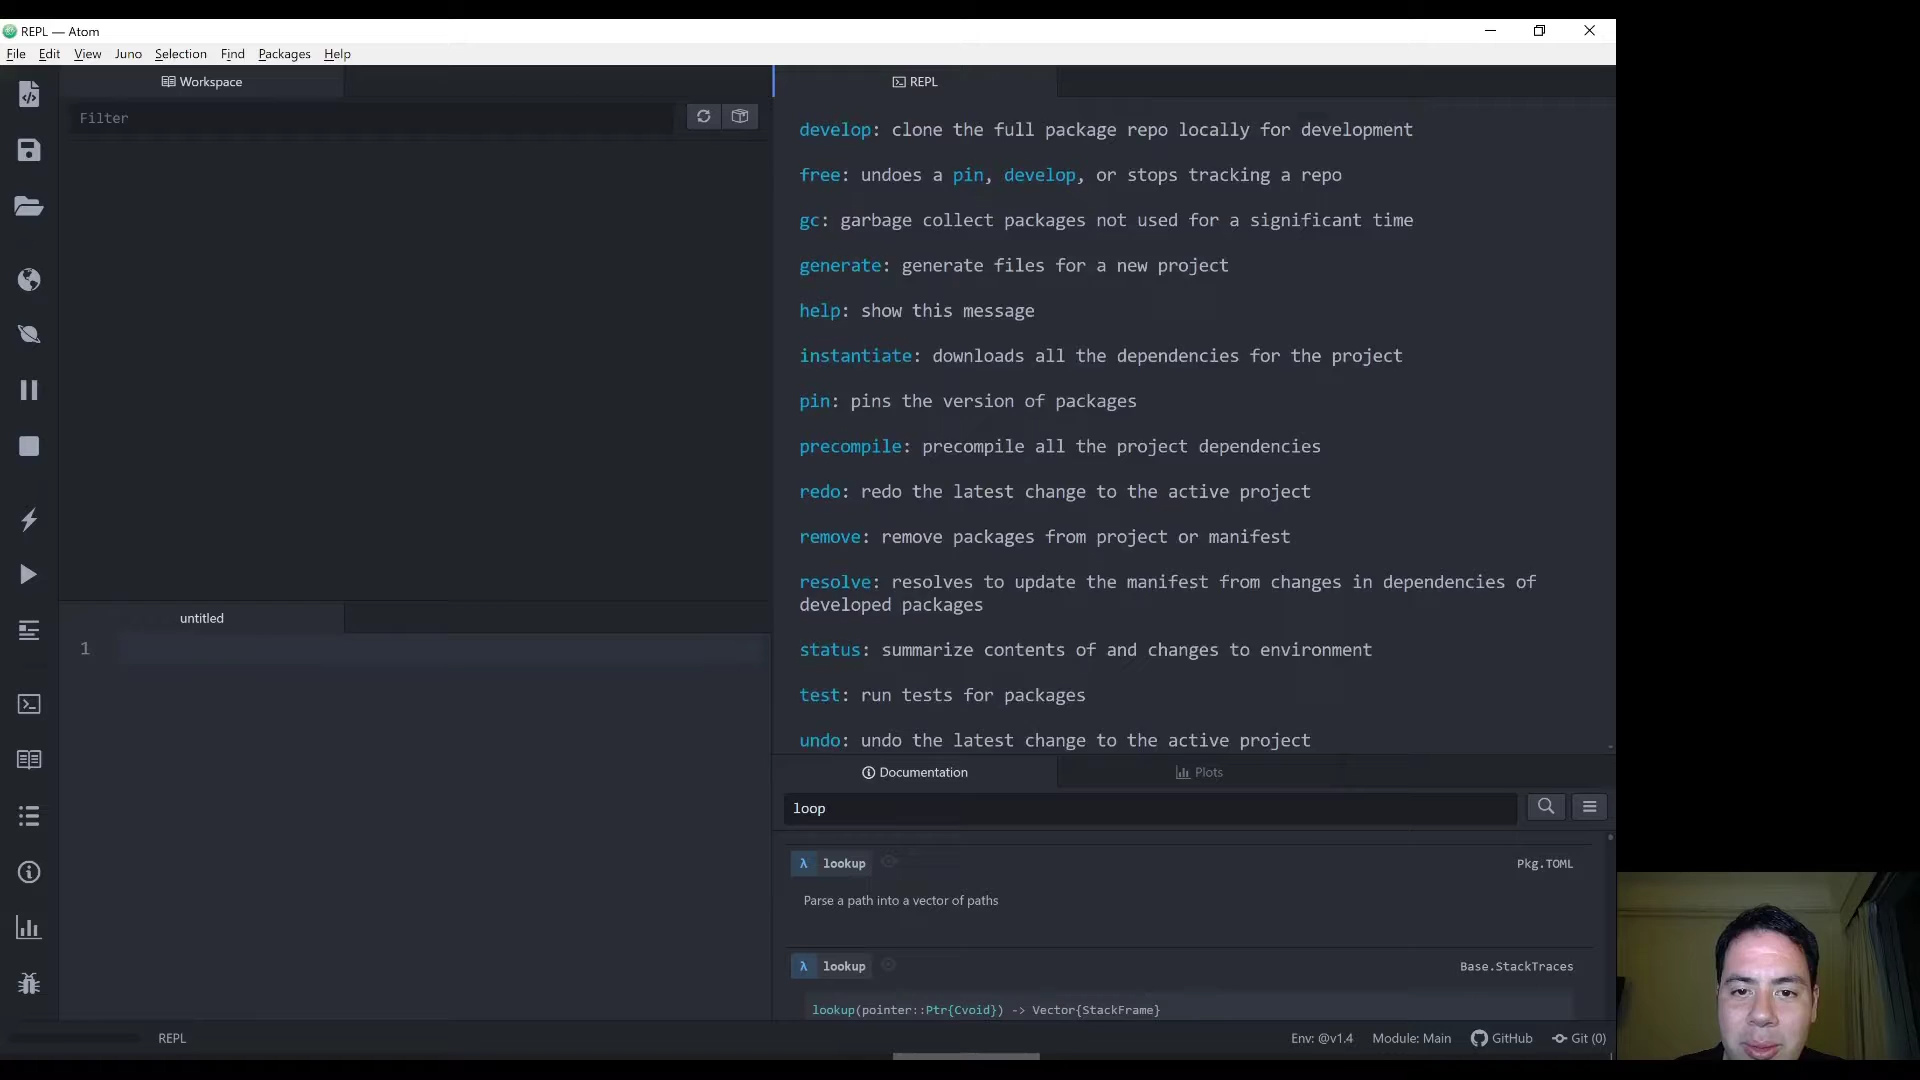 REPL — Atom
File Edit View Juno Selection Find Packages Help
Workspace
Filter
untitled
1
REPL
develop: clone the full package repo locally for development
free: undoes a pin, develop, or stops tracking a repo
gc: garbage collect packages not used for a significant time
generate: generate files for a new project
help: show this message
instantiate: downloads all the dependencies for the project
pin: pins the version of packages
precompile: precompile all the project dependencies
redo: redo the latest change to the active project
remove: remove packages from project or manifest
resolve: resolves to update the manifest from changes in dependencies of
developed packages
status: summarize contents of and changes to environment
test: run tests for packages
undo: undo the latest change to the active project
Documentation Plots
loop
λ lookup Pkg.TOML
Parse a path into a vector of paths
λ lookup Base.StackTraces
lookup(pointer::Ptr{Cvoid}) -> Vector{StackFrame}
REPL Env: @v1.4 Module: Main GitHub Git (0)